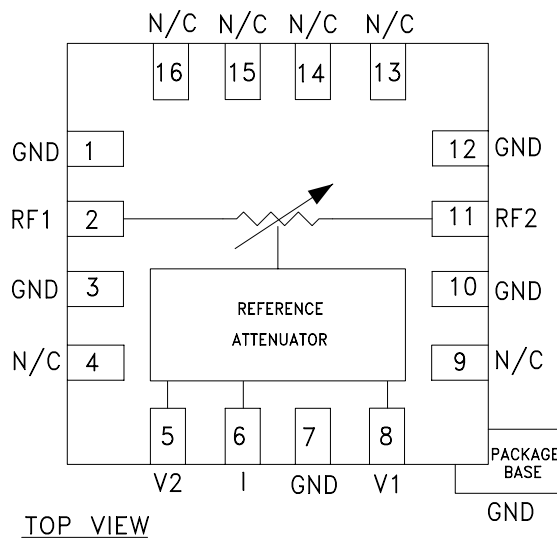 N/C N/C N/C N/C
16 15 14 13
GND 1 12 GND
RF1 2 11 RF2
GND 3 10 GND
REFERENCE
ATTENUATOR
N/C 4 9 N/C
5 6 7 8
V2 I GND V1
PACKAGE
BASE
GND
TOP VIEW